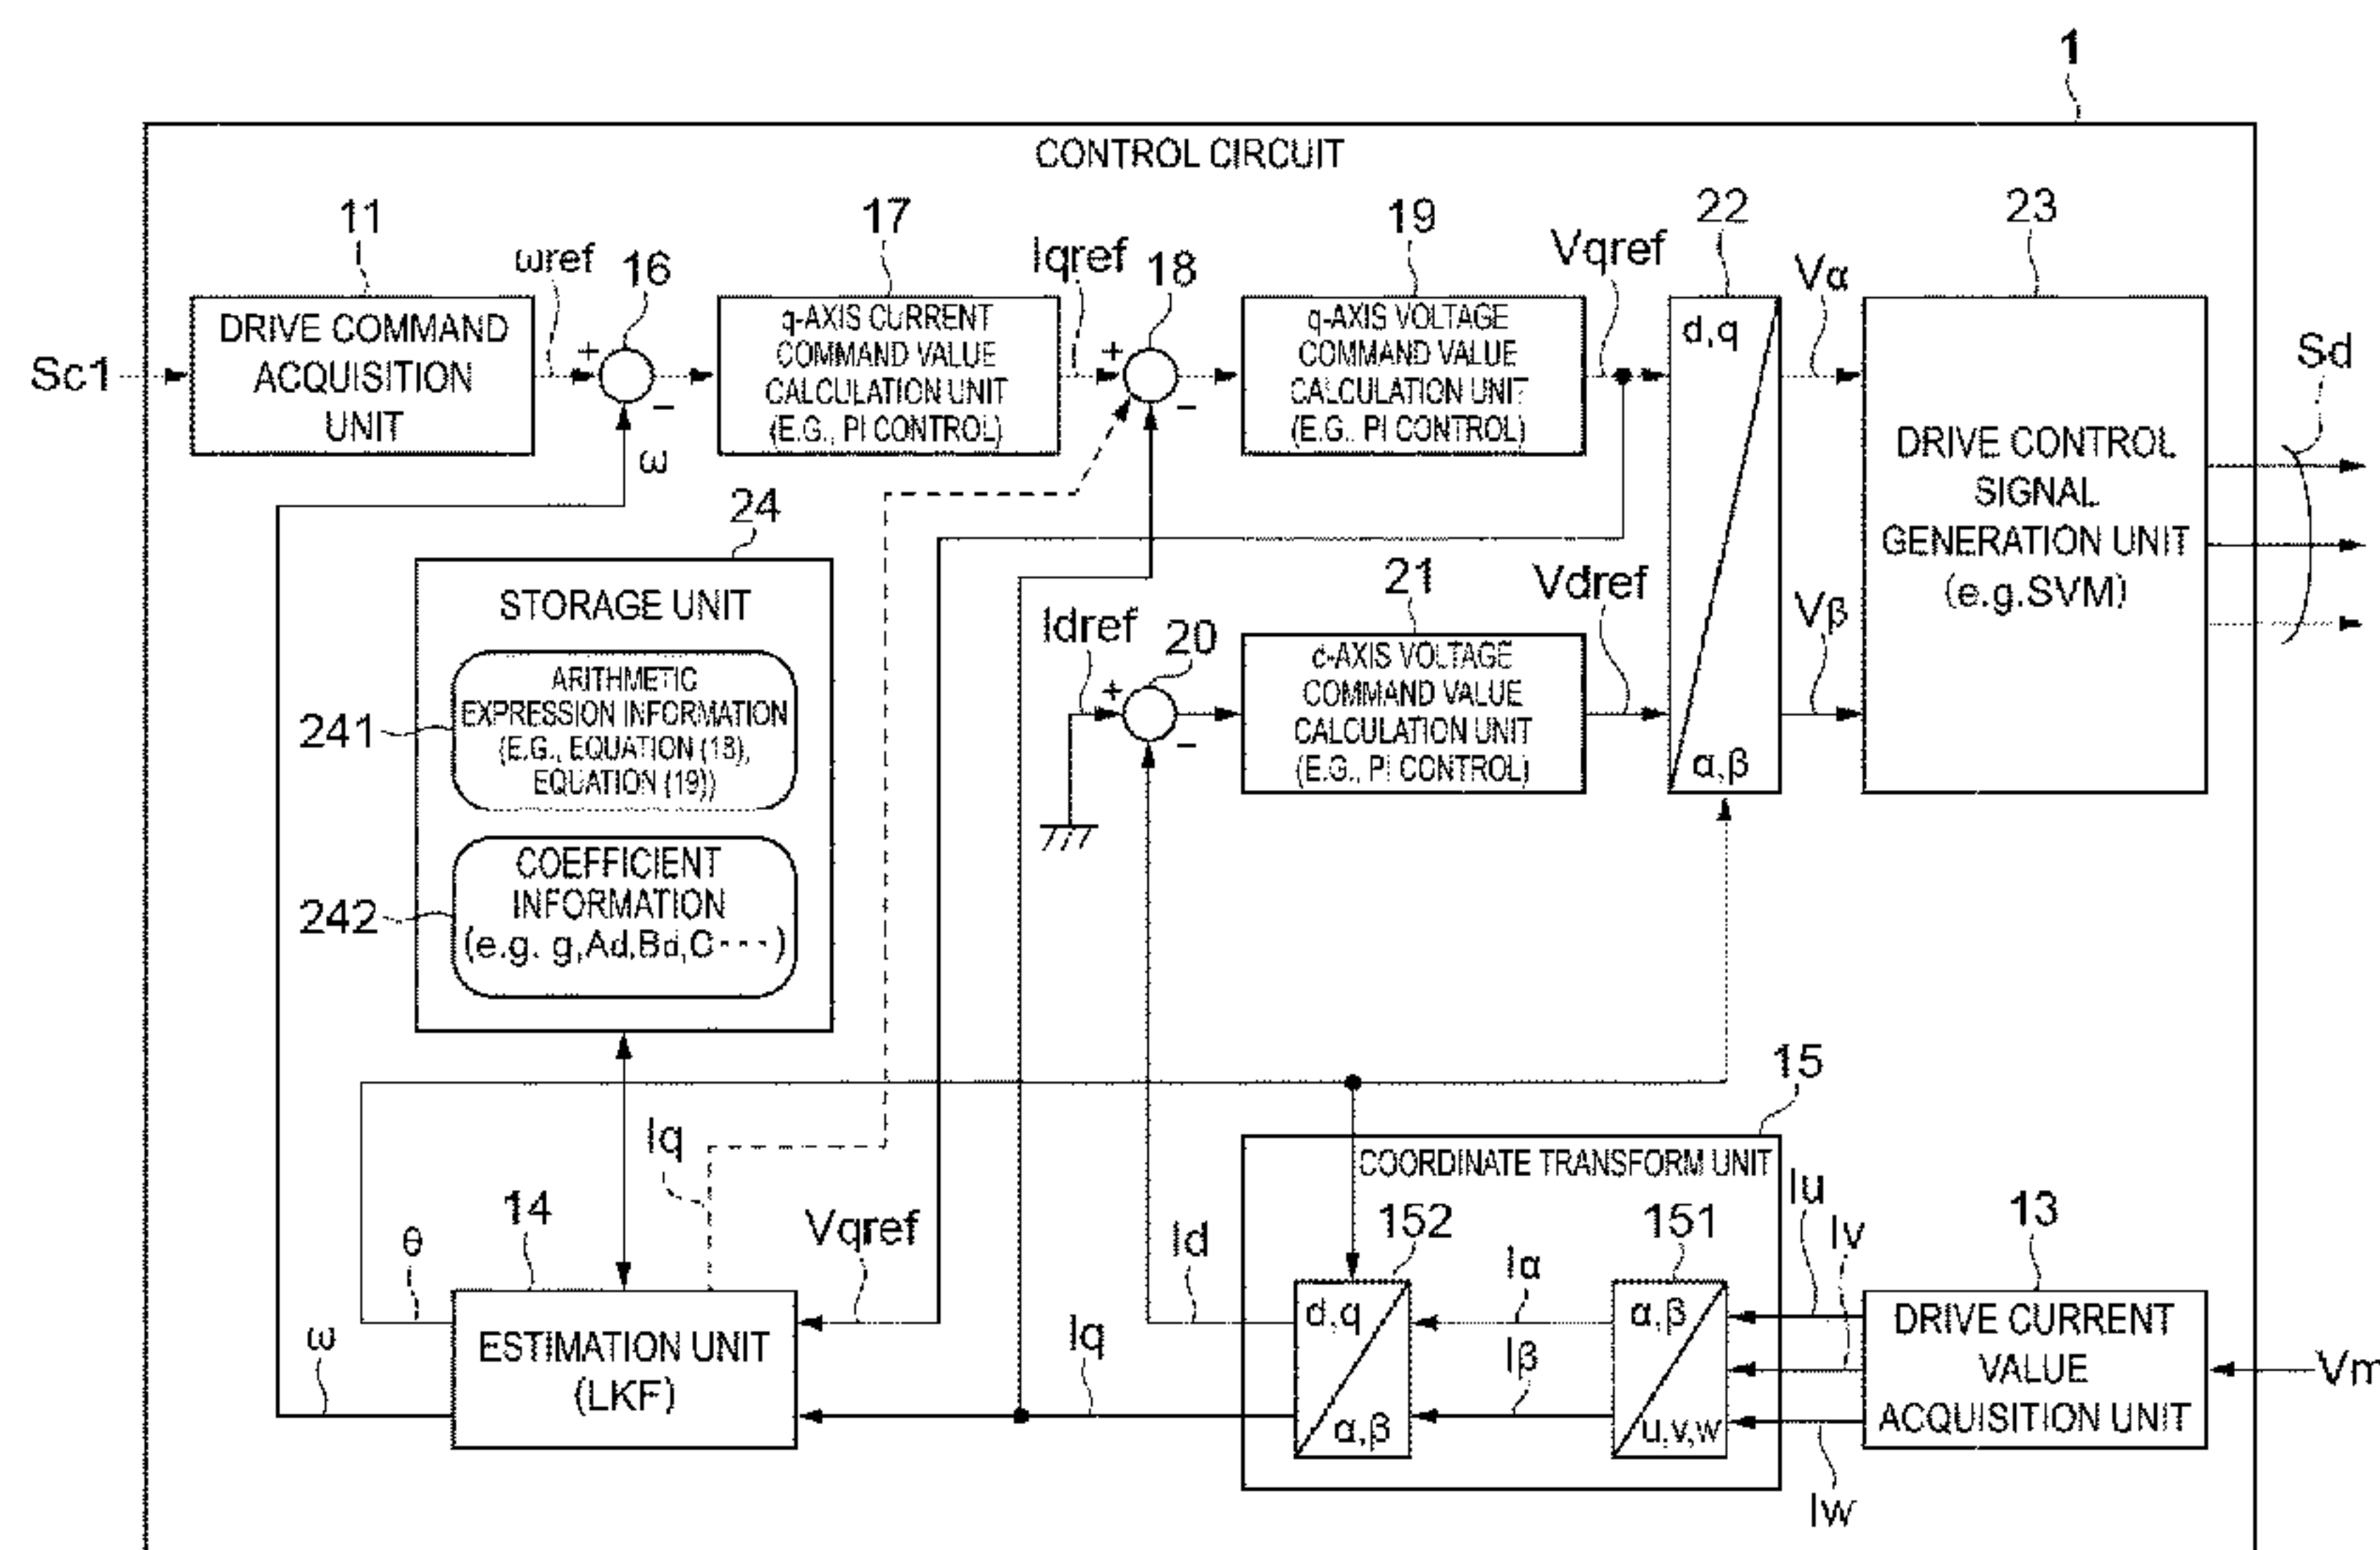 1
CONTROL CIRCUIT
11
ωref
16
17
Iqref
18
19
Vqref
22
Vα
23
Sc1
DRIVE COMMAND
ACQUISITION
UNIT
+
−
ω
q-AXIS CURRENT
COMMAND VALUE
CALCULATION UNIT
(E.G., PI CONTROL)
+
−
q-AXIS VOLTAGE
COMMAND VALUE
CALCULATION UNIT
(E.G., PI CONTROL)
d,q
α,β
DRIVE CONTROL
SIGNAL
GENERATION UNIT
(e.g.SVM)
Sd
24
STORAGE UNIT
241
ARITHMETIC
EXPRESSION INFORMATION
(E.G., EQUATION (18),
EQUATION (19))
242
COEFFICIENT
INFORMATION
(e.g. g,Ad,Bd,C---)
Idref
20
+
−
21
d-AXIS VOLTAGE
COMMAND VALUE
CALCULATION UNIT
(E.G., PI CONTROL)
Vdref
Vβ
15
COORDINATE TRANSFORM UNIT
θ
ω
14
ESTIMATION UNIT
(LKF)
Iq
Vqref
Id
Iq
152
d,q
α,β
Iα
Iβ
151
α,β
u,v,w
Iu
Iv
Iw
13
DRIVE CURRENT
VALUE
ACQUISITION UNIT
Vm